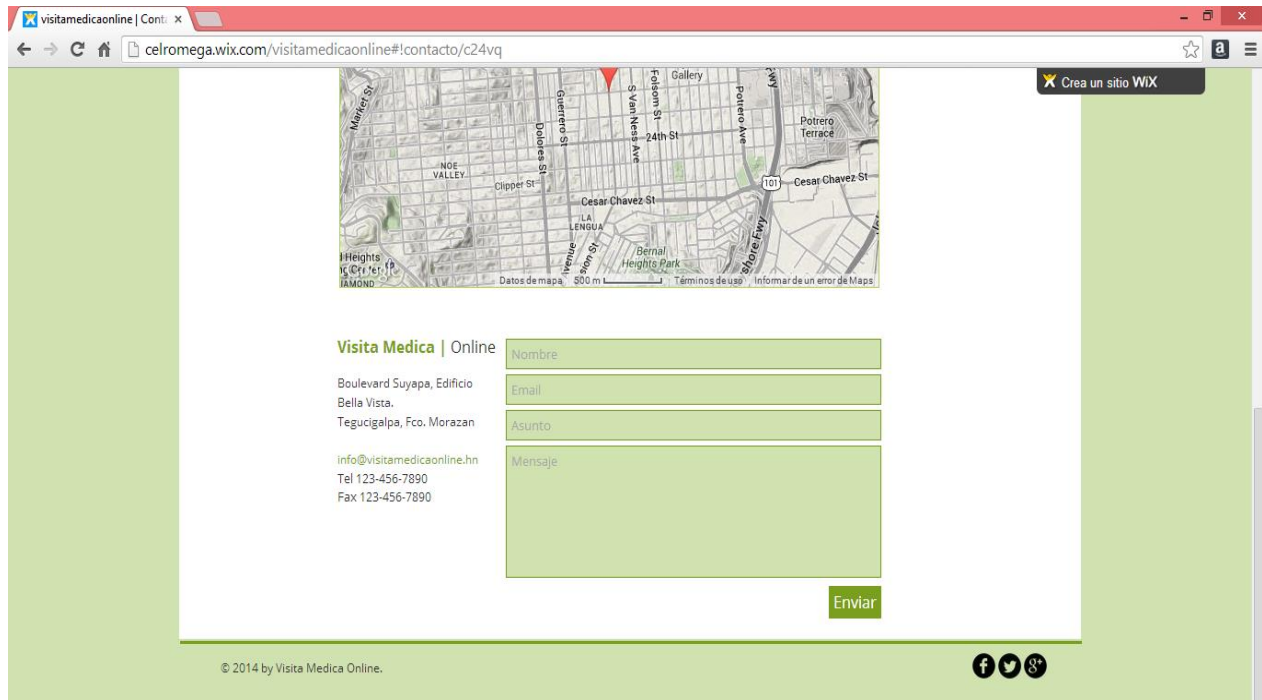 visitamedicaonline | Cont
celromega.wix.com/visitamedicaonline#!contacto/c24vq
Crea un sitio WiX
Market St
Guerrero St
Dolores St
S Van Ness Ave
Folsom St
Gallery
Potrero Ave
Potrero
Terrace
24th St
NOE
VALLEY
Clipper St
101
Cesar Chavez St
Cesar Chavez St
LA
LENGUA
Bernal
Heights Park
Heights
Datos de mapa
500 m
Términos de uso
Informar de un error de Maps
Visita Medica | Online
Boulevard Suyapa, Edificio
Bella Vista.
Tegucigalpa, Fco. Morazan
info@visitamedicaonline.hn
Tel 123-456-7890
Fax 123-456-7890
Nombre
Email
Asunto
Mensaje
Enviar
© 2014 by Visita Medica Online.